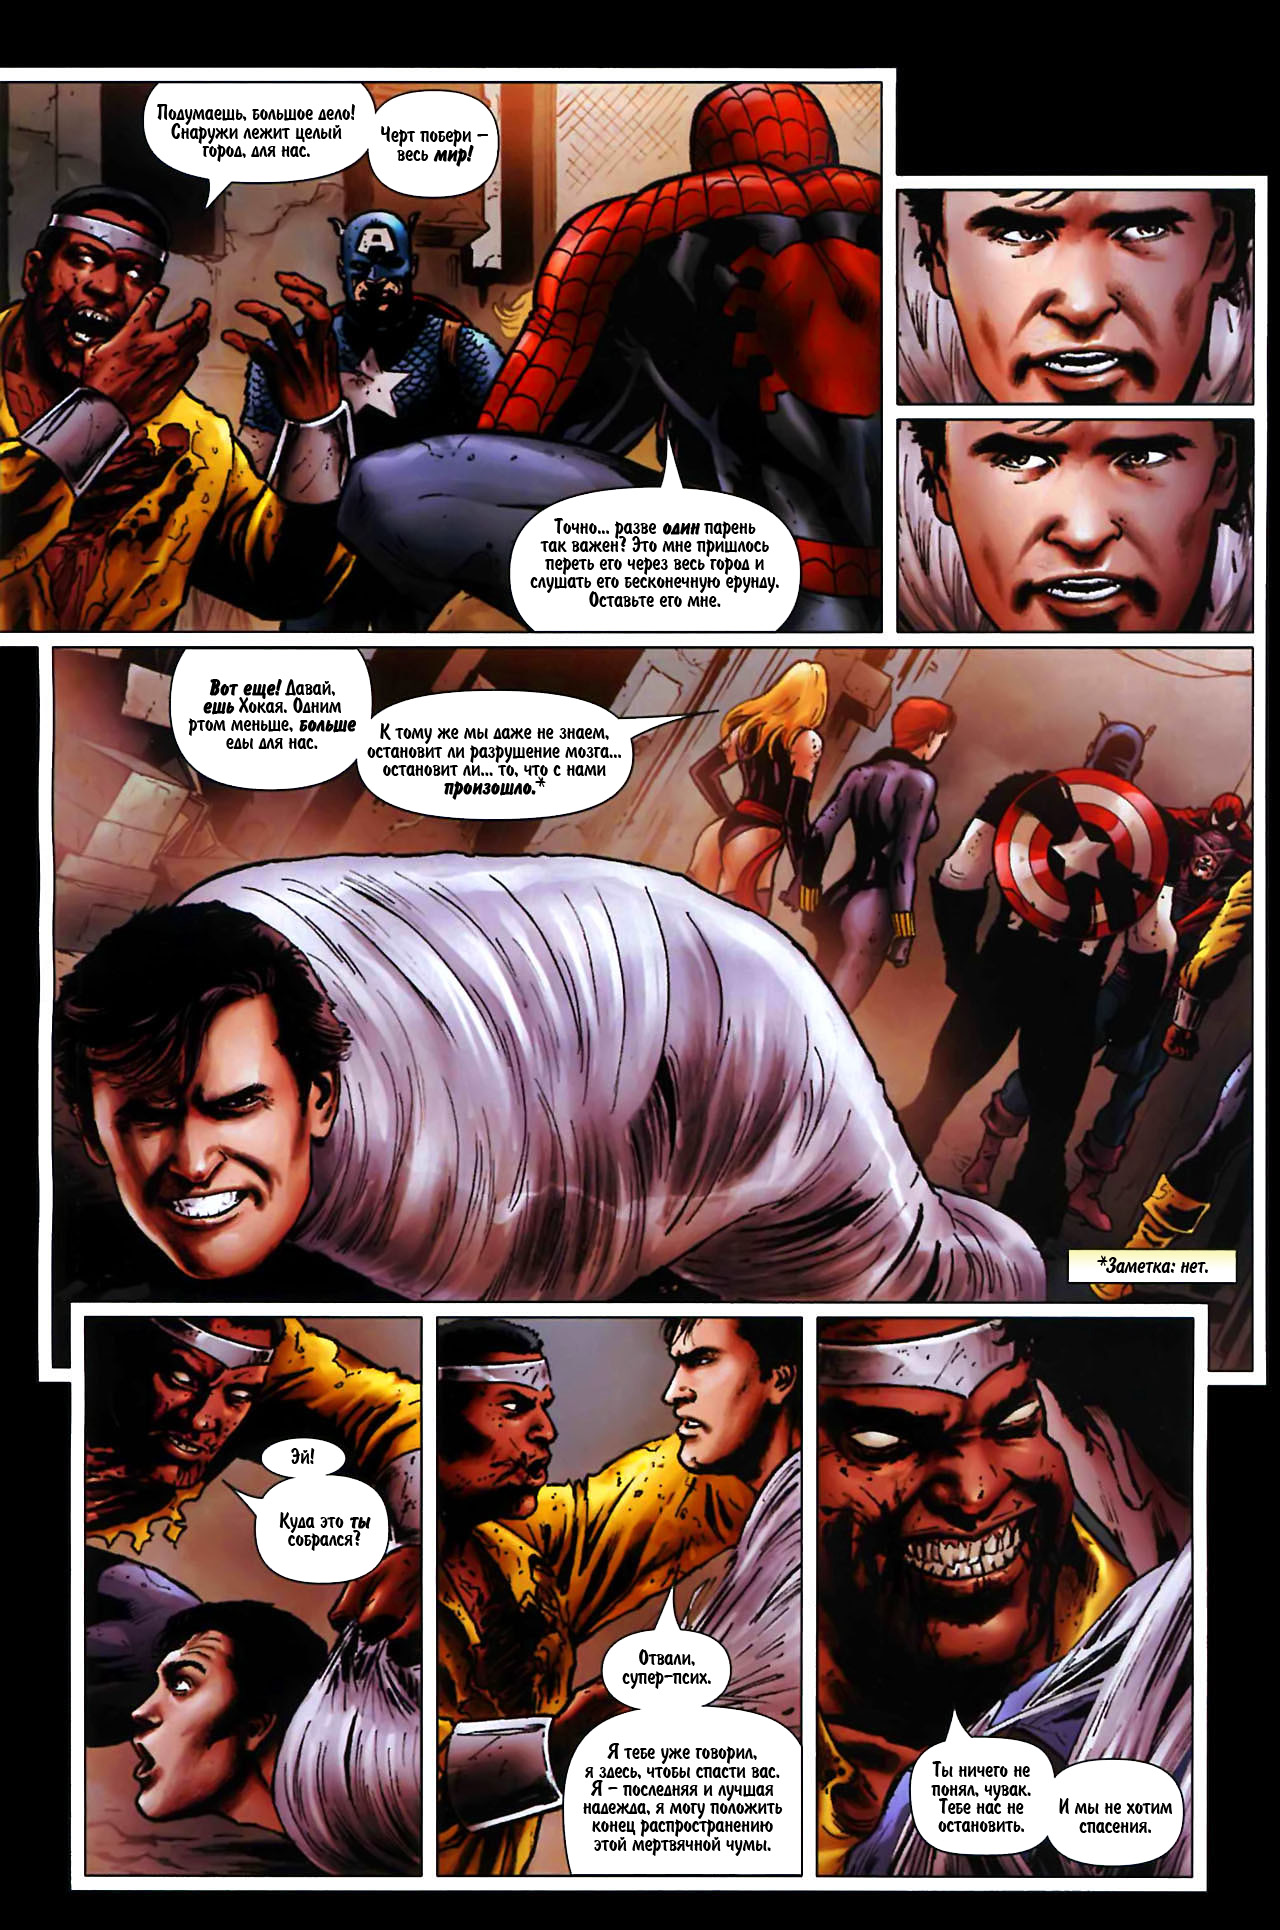 Подумаешь, большое дело!
Снаружи лежит целый
город, для нас.
Черт побери –
весь мир!
Точно... разве один парень
так важен? Это мне пришлось
переть его через весь город и
слушать его бесконечную ерунду.
Оставьте его мне.
Вот еще! Давай,
ешь Хокая. Одним
ртом меньше, больше
еды для нас.
К тому же мы даже не знаем,
остановит ли разрушение мозга...
остановит ли... то, что с нами
произошло.*
*Заметка: нет.
Эй!
Куда это ты
собрался?
Отвали,
супер-псих.
Я тебе уже говорил,
я здесь, чтобы спасти вас.
Я – последняя и лучшая
надежда, я могу положить
конец распространению
этой мертвячной чумы.
Ты ничего не
понял, чувак.
Тебе нас не
остановить.
И мы не хотим
спасения.